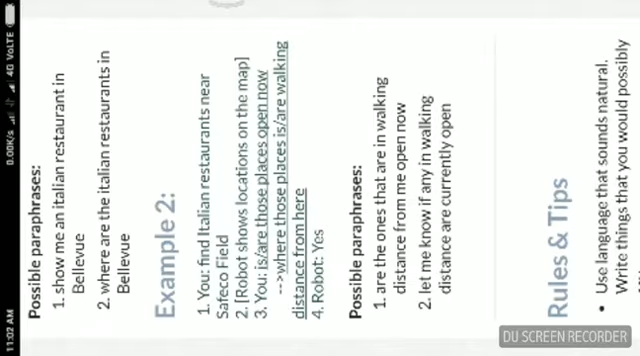 11:02 AM
0.00K/s
4G VoLTE
Possible paraphrases:
1. show me an italian restaurant in
Bellevue
2. where are the italian restaurants in
Bellevue
Example 2:
1. You: find Italian restaurants near
Safeco Field
2. [Robot shows locations on the map]
3. You: is/are those places open now
-->where those places is/are walking
distance from here
4. Robot: Yes
Possible paraphrases:
1. are the ones that are in walking
distance from me open now
2. let me know if any in walking
distance are currently open
Rules & Tips
• Use language that sounds natural.
Write things that you would possibly
DU SCREEN RECORDER